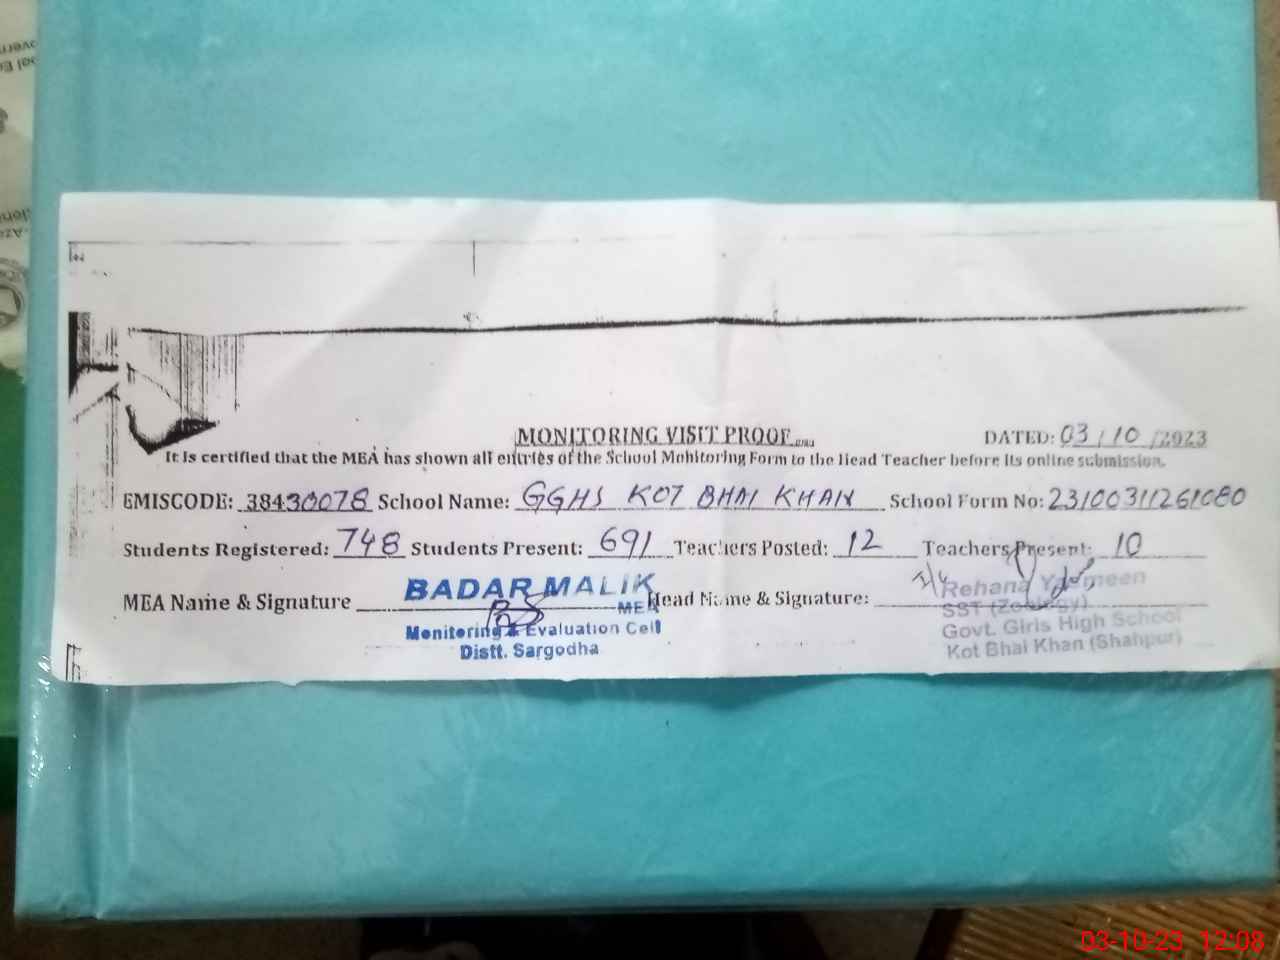 MONITORING VISIT PROOF
DATED: 03 / 10 /2023
It is certified that the MEA has shown all entries of the School Monitoring Form to the Head Teacher before its online submission.
EMISCODE: 38430078 School Name: GGHS KOT BHAI KHAN School Form No: 23100311261080
Students Registered: 748 Students Present: 691 Teachers Posted: 12 Teachers Present: 10
MEA Name & Signature BADAR MALIK Head Name & Signature: Rehana Yasmeen
MEA SST (Zoology)
Monitoring & Evaluation Cell Govt. Girls High School
Distt. Sargodha Kot Bhai Khan (Shahpur)
03-10-23 12:08